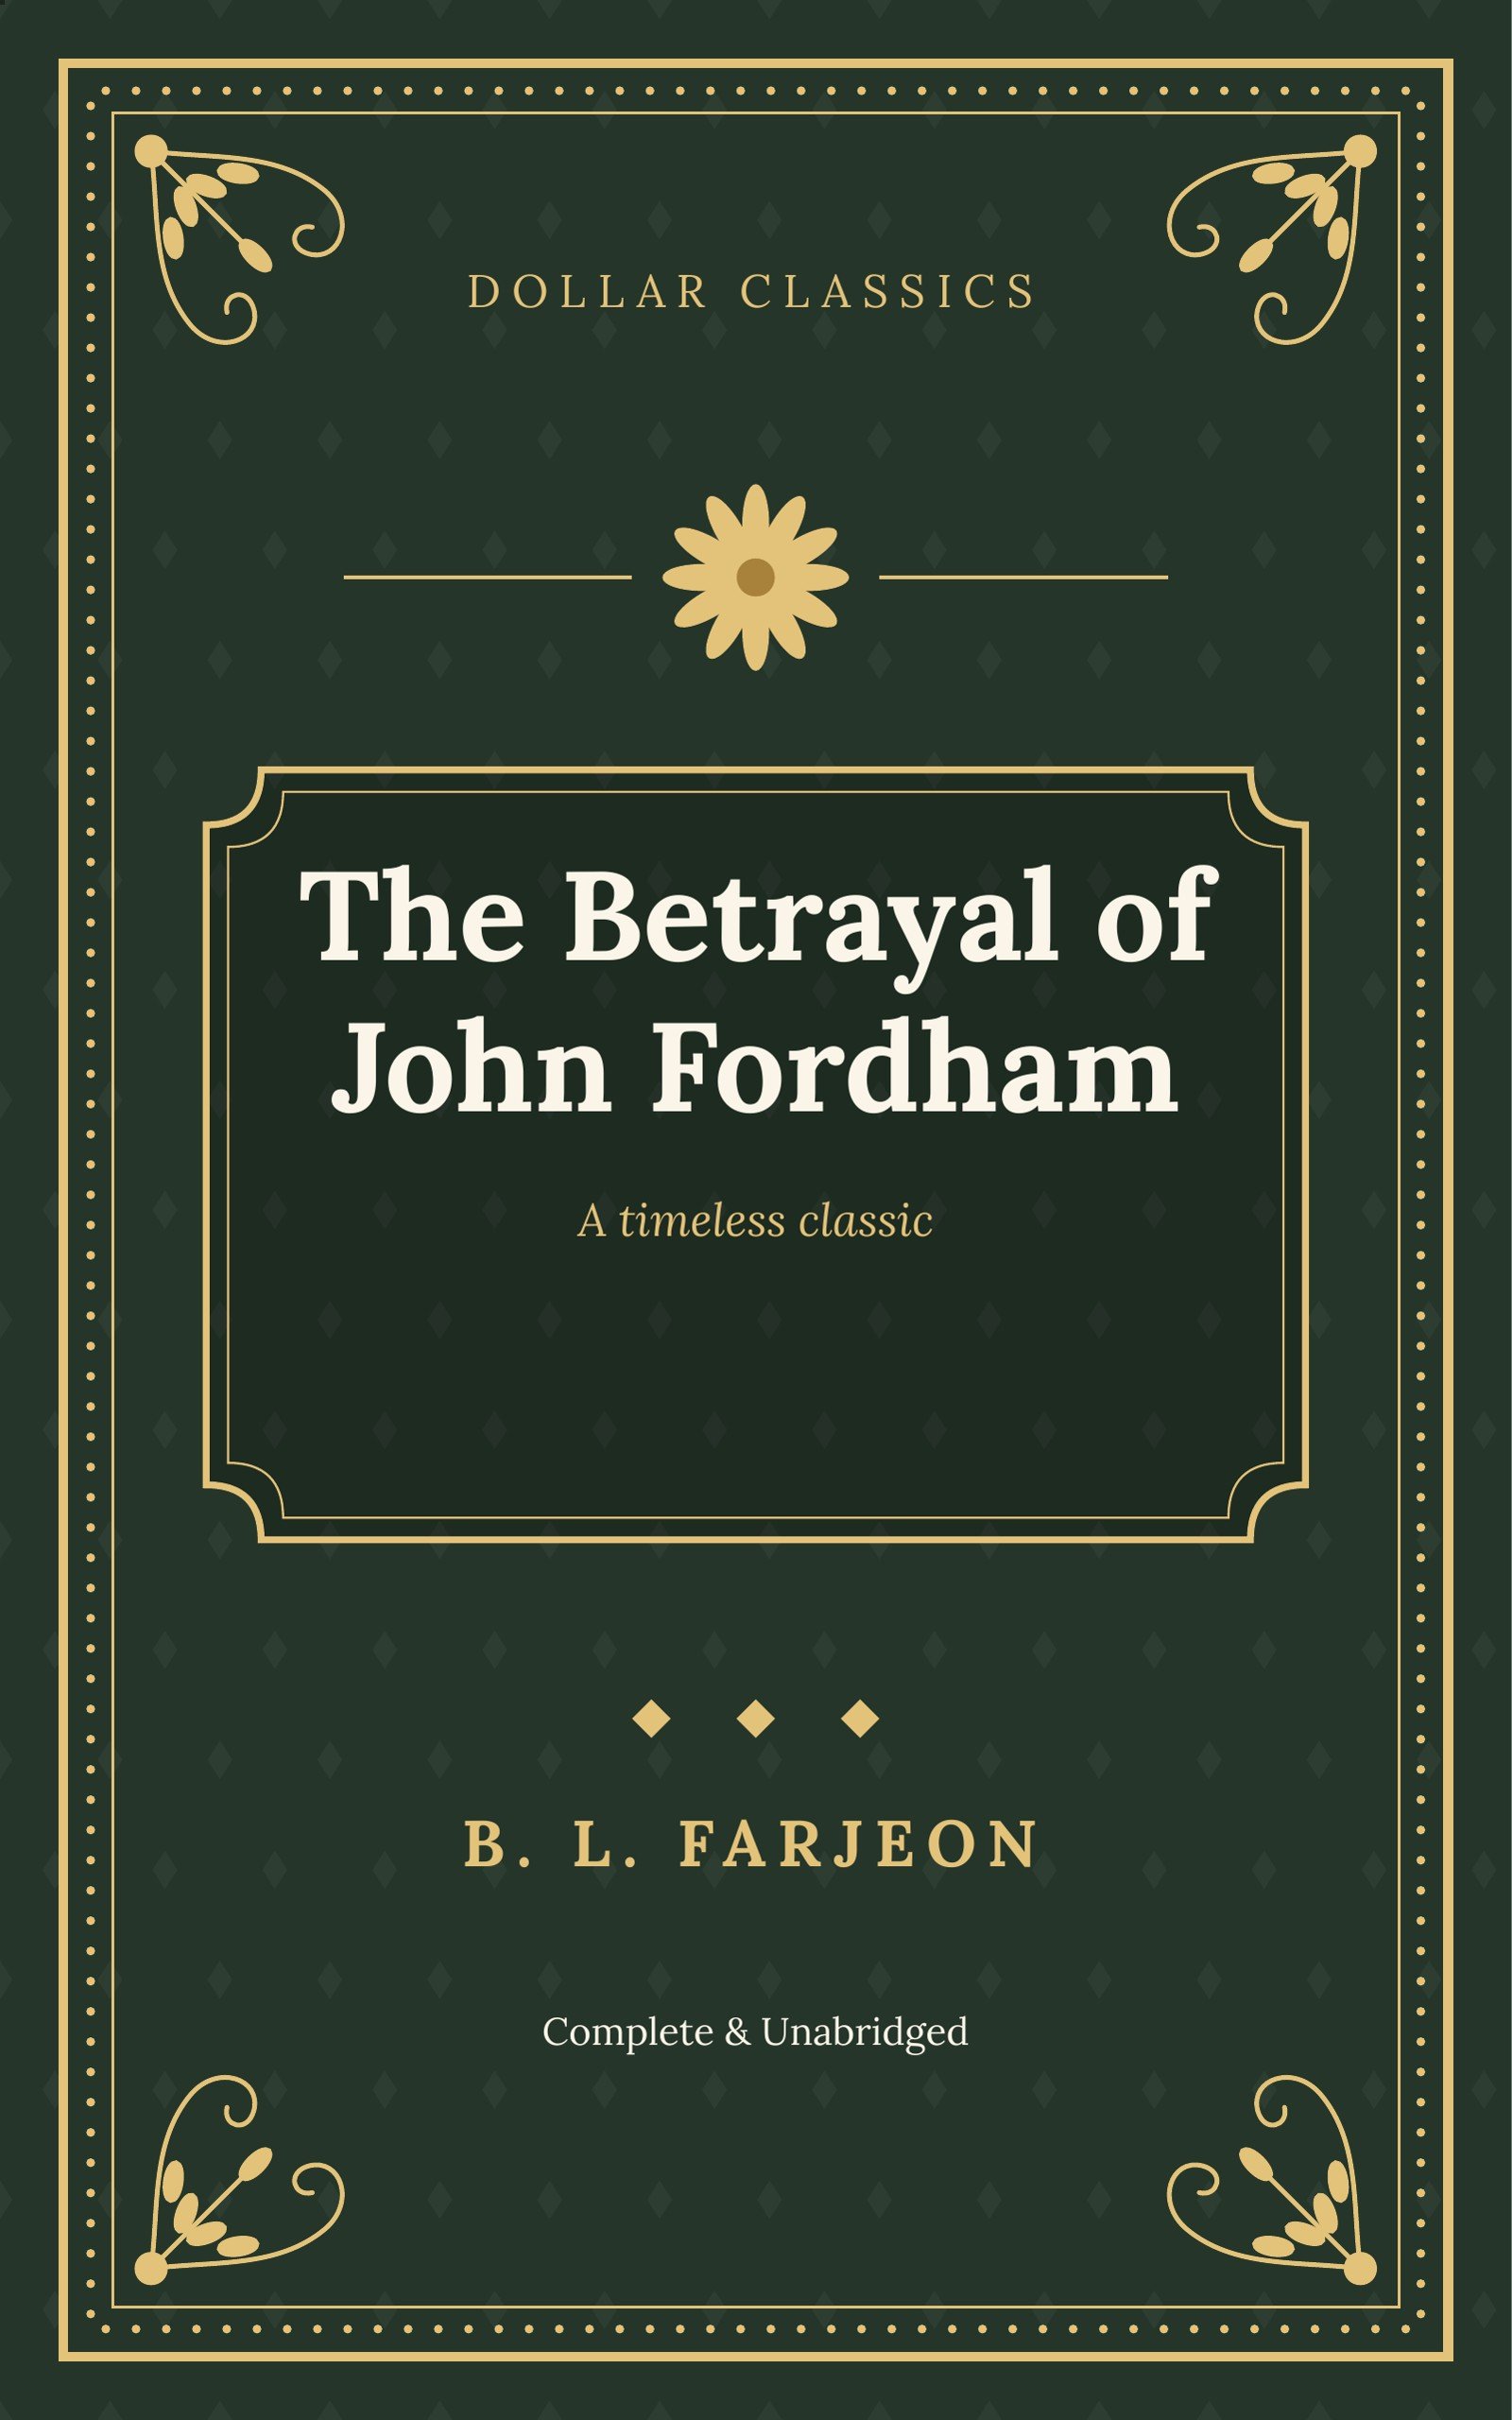 DOLLAR CLASSICS
The Betrayal of
John Fordham
A timeless classic
B. L. FARJEON
Complete & Unabridged